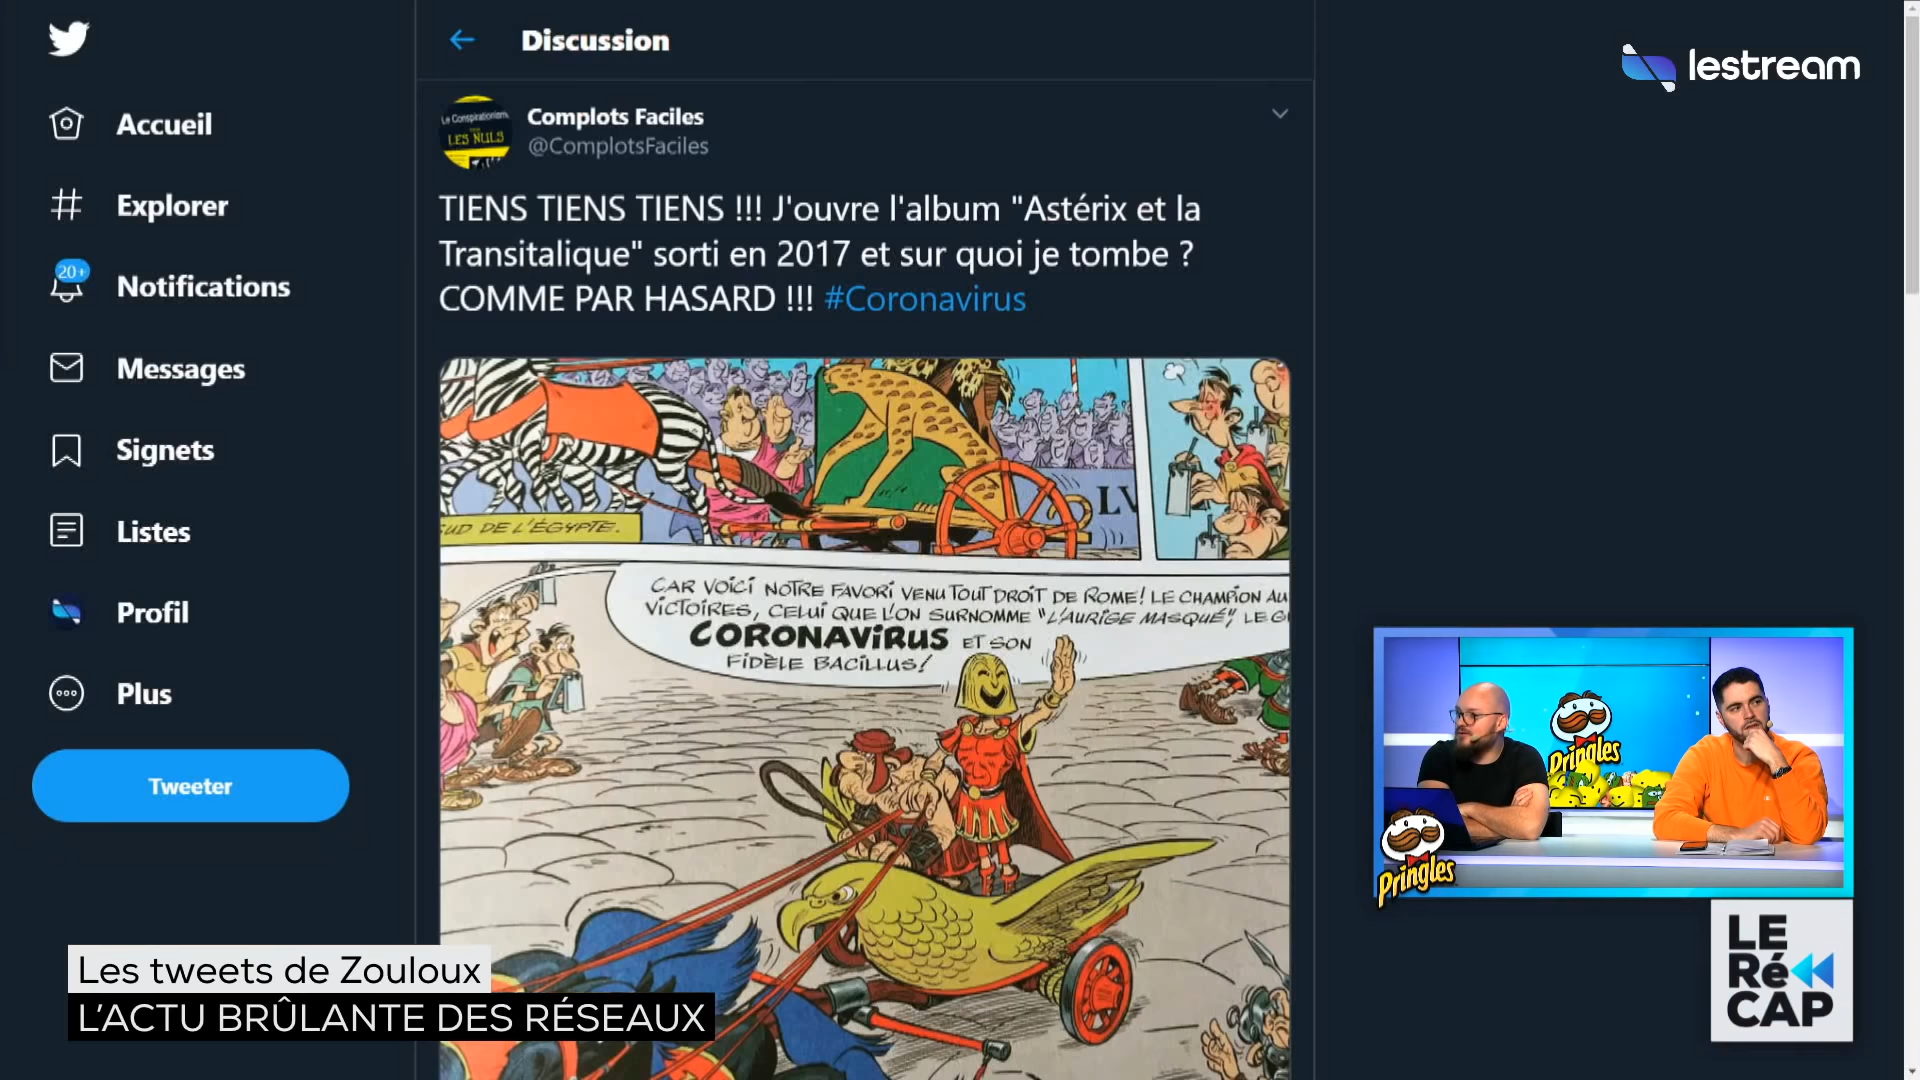 Discussion
lestream
Accueil
Explorer
20+
Notifications
Messages
Signets
Listes
Profil
Plus
Tweeter
Le Conspirationnisme
LES NULS
Complots Faciles
@ComplotsFaciles
TIENS TIENS TIENS !!! J'ouvre l'album "Astérix et la
Transitalique" sorti en 2017 et sur quoi je tombe ?
COMME PAR HASARD !!! #Coronavirus
LV
SUD DE L'ÉGYPTE.
CAR VOICI NOTRE FAVORI VENU TOUT DROIT DE ROME! LE CHAMPION AU
VICTOIRES, CELUI QUE L'ON SURNOMME "L'AURIGE MASQUÉ", LE
CORONAVIRUS ET SON
FIDÈLE BACILLUS!
Pringles
Pringles
Les tweets de Zouloux
L'ACTU BRÛLANTE DES RÉSEAUX
LE
Ré
CAP